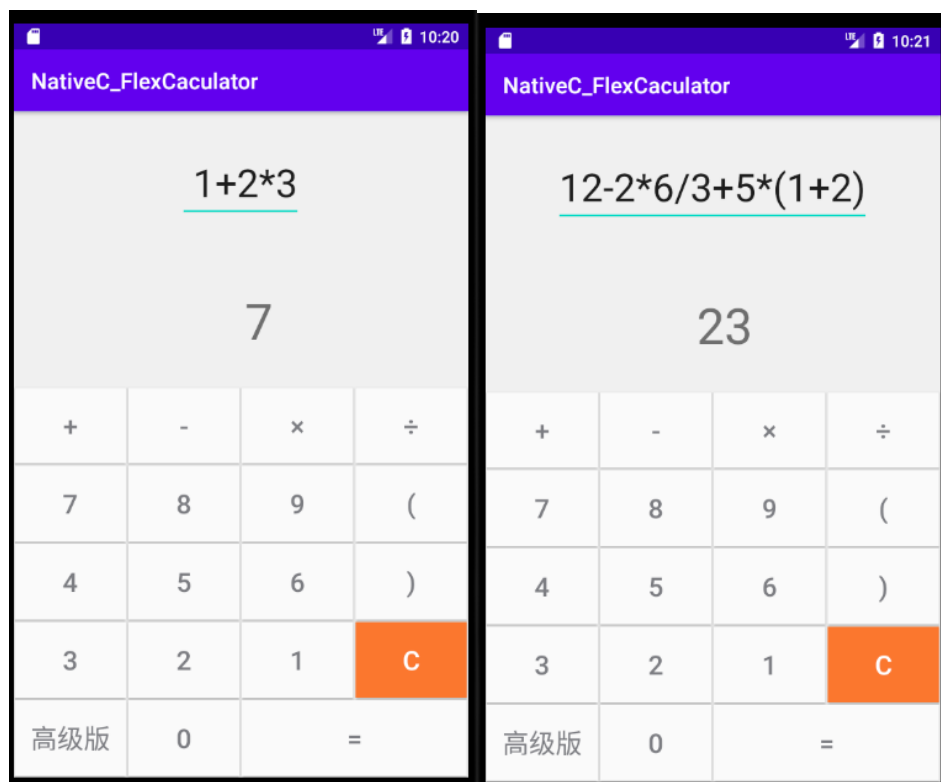 LTE 10:20
NativeC_FlexCaculator
1+2*3
7
+ - × ÷
7 8 9 (
4 5 6 )
3 2 1 C
高级版 0 =
LTE 10:21
NativeC_FlexCaculator
12-2*6/3+5*(1+2)
23
+ - × ÷
7 8 9 (
4 5 6 )
3 2 1 C
高级版 0 =